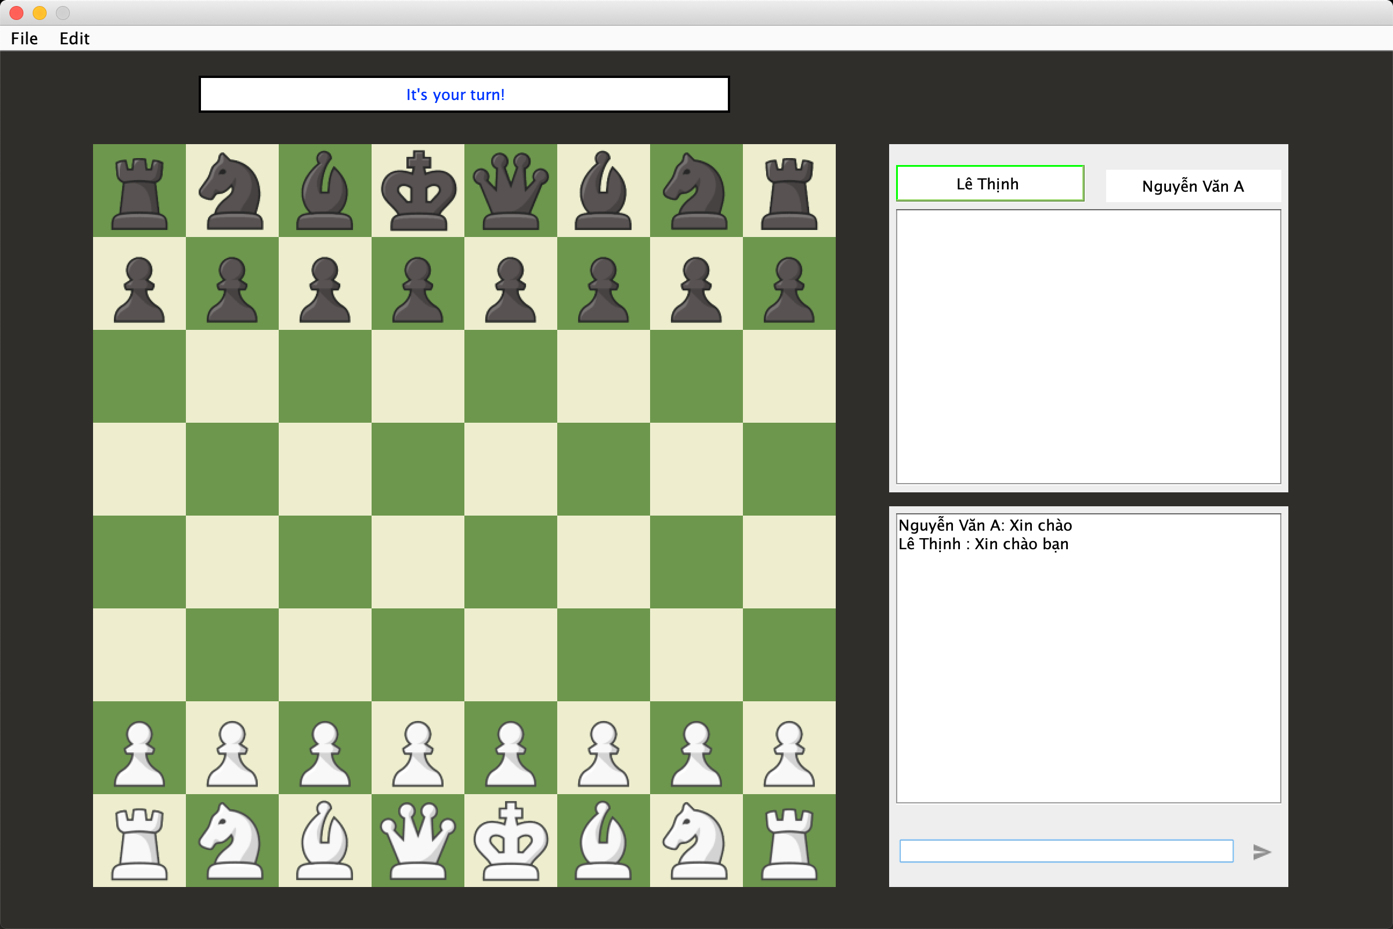 File Edit
It's your turn!
Lê Thịnh
Nguyễn Văn A
Nguyễn Văn A: Xin chào
Lê Thịnh : Xin chào bạn